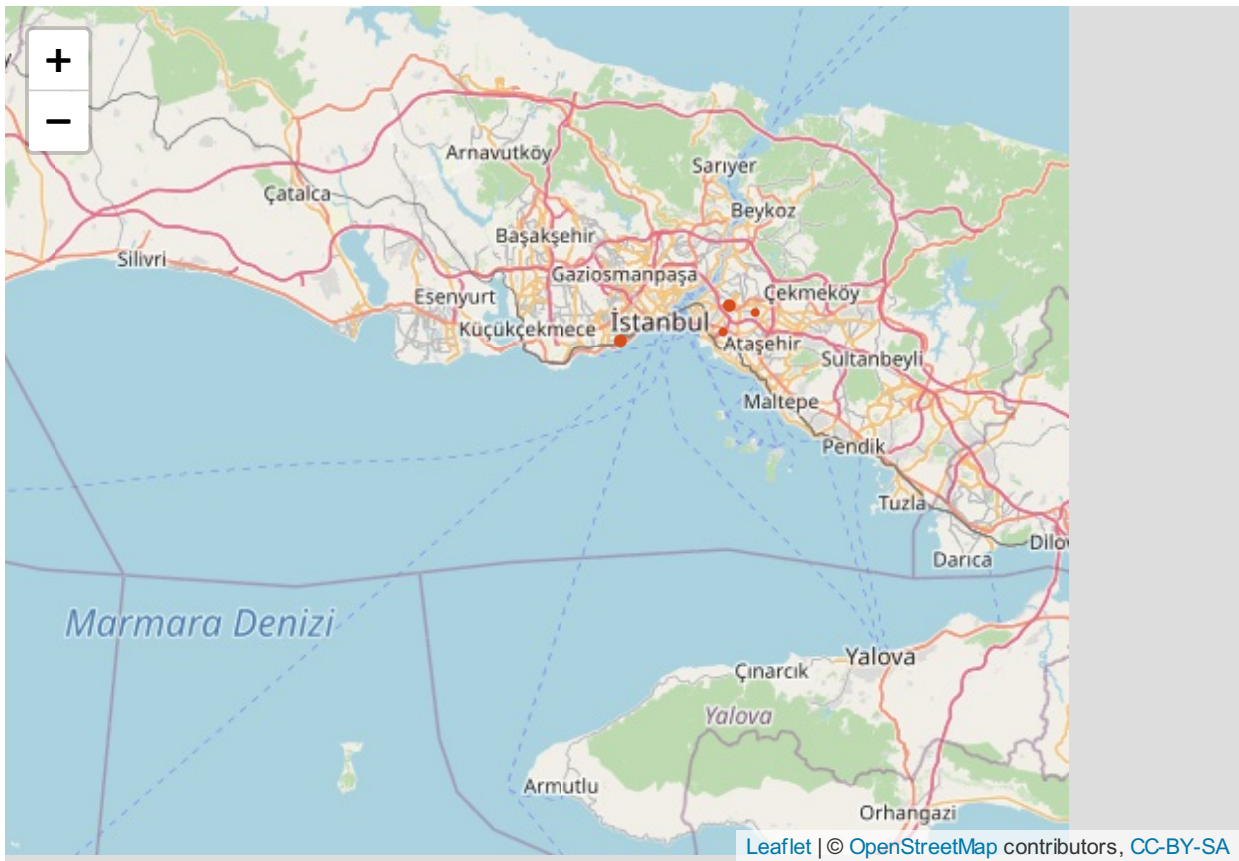 +
−
Arnavutköy
Sarıyer
Çatalca
Beykoz
Başakşehir
Silivri
Gaziosmanpaşa
Esenyurt
Çekmeköy
Küçükçekmece
İstanbul
Ataşehir
Sultanbeyli
Maltepe
Pendik
Tuzla
Darıca
Dilov
Marmara Denizi
Yalova
Çınarcık
Yalova
Armutlu
Orhangazi
Leaflet | © OpenStreetMap contributors, CC-BY-SA